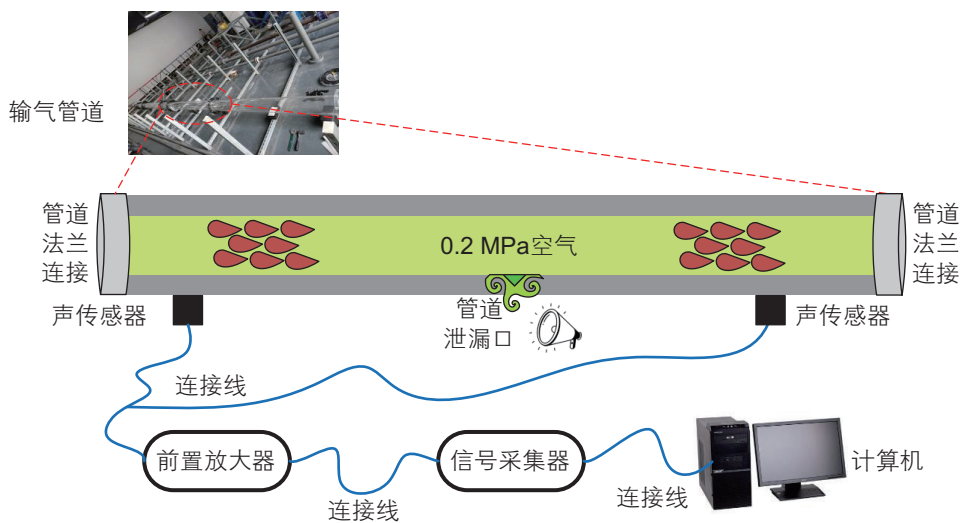 输气管道
管道
法兰
连接
0.2 MPa空气
管道
法兰
连接
声传感器
管道
泄漏口
声传感器
连接线
前置放大器
信号采集器
计算机
连接线
连接线